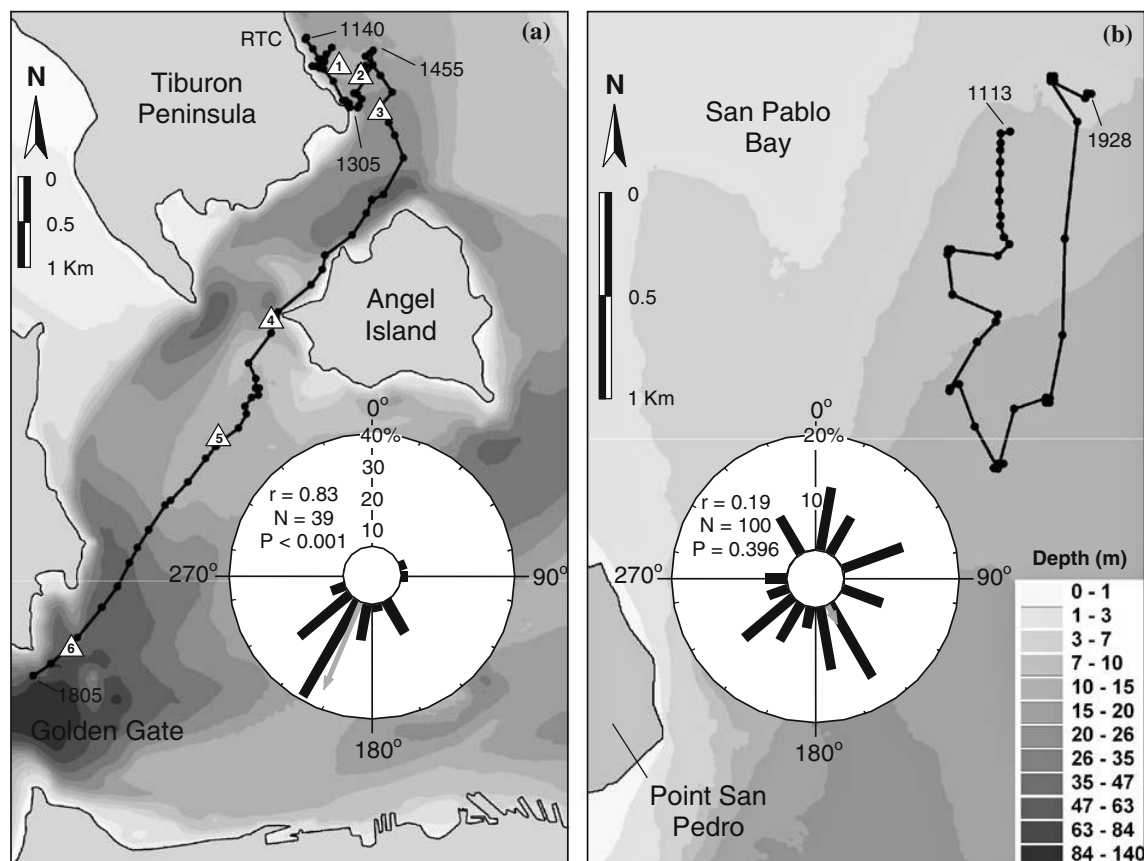 (a)
RTC
1140
1455
N
Tiburon
Peninsula
1
2
3
1305
0
0.5
1 Km
4
Angel
Island
5
0°
40%
30
20
10
r = 0.83
N = 39
P < 0.001
270°
90°
180°
6
1805
Golden Gate
(b)
N
San Pablo
Bay
1113
1928
0
0.5
1 Km
0°
20%
10
r = 0.19
N = 100
P = 0.396
270°
90°
180°
Point San
Pedro
Depth (m)
0 - 1
1 - 3
3 - 7
7 - 10
10 - 15
15 - 20
20 - 26
26 - 35
35 - 47
47 - 63
63 - 84
84 - 140